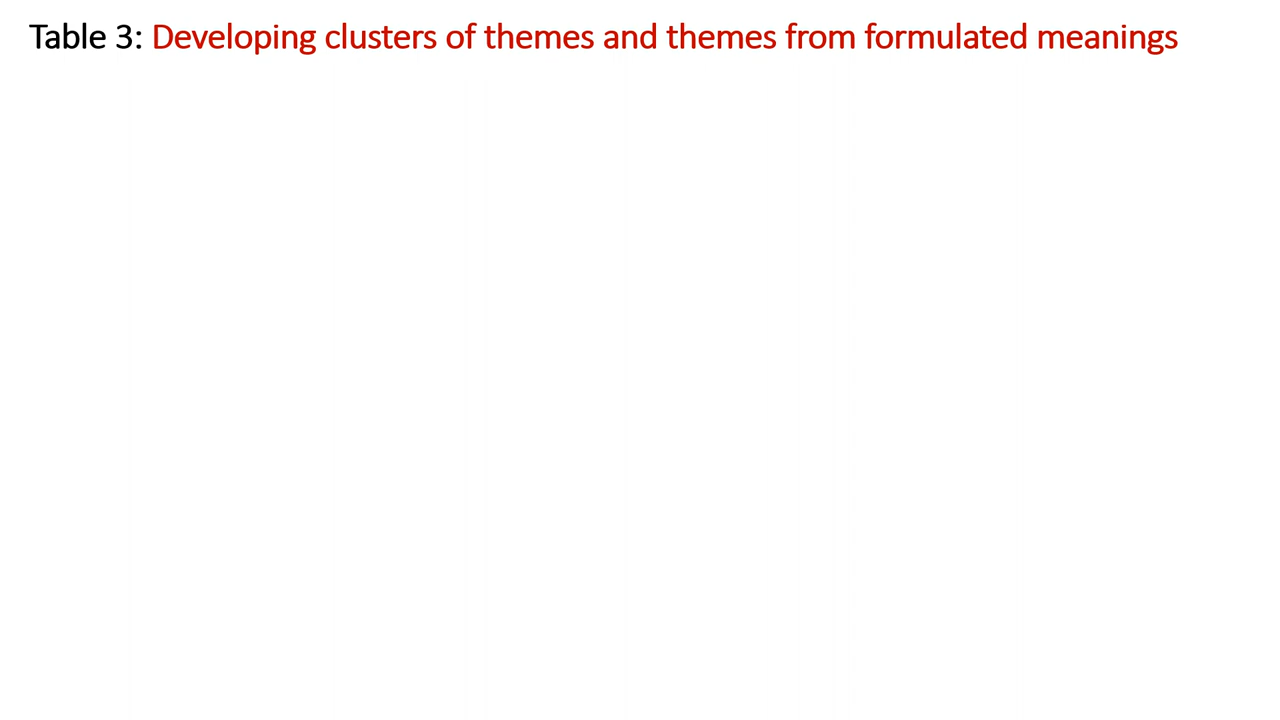 Table 3: Developing clusters of themes and themes from formulated meanings